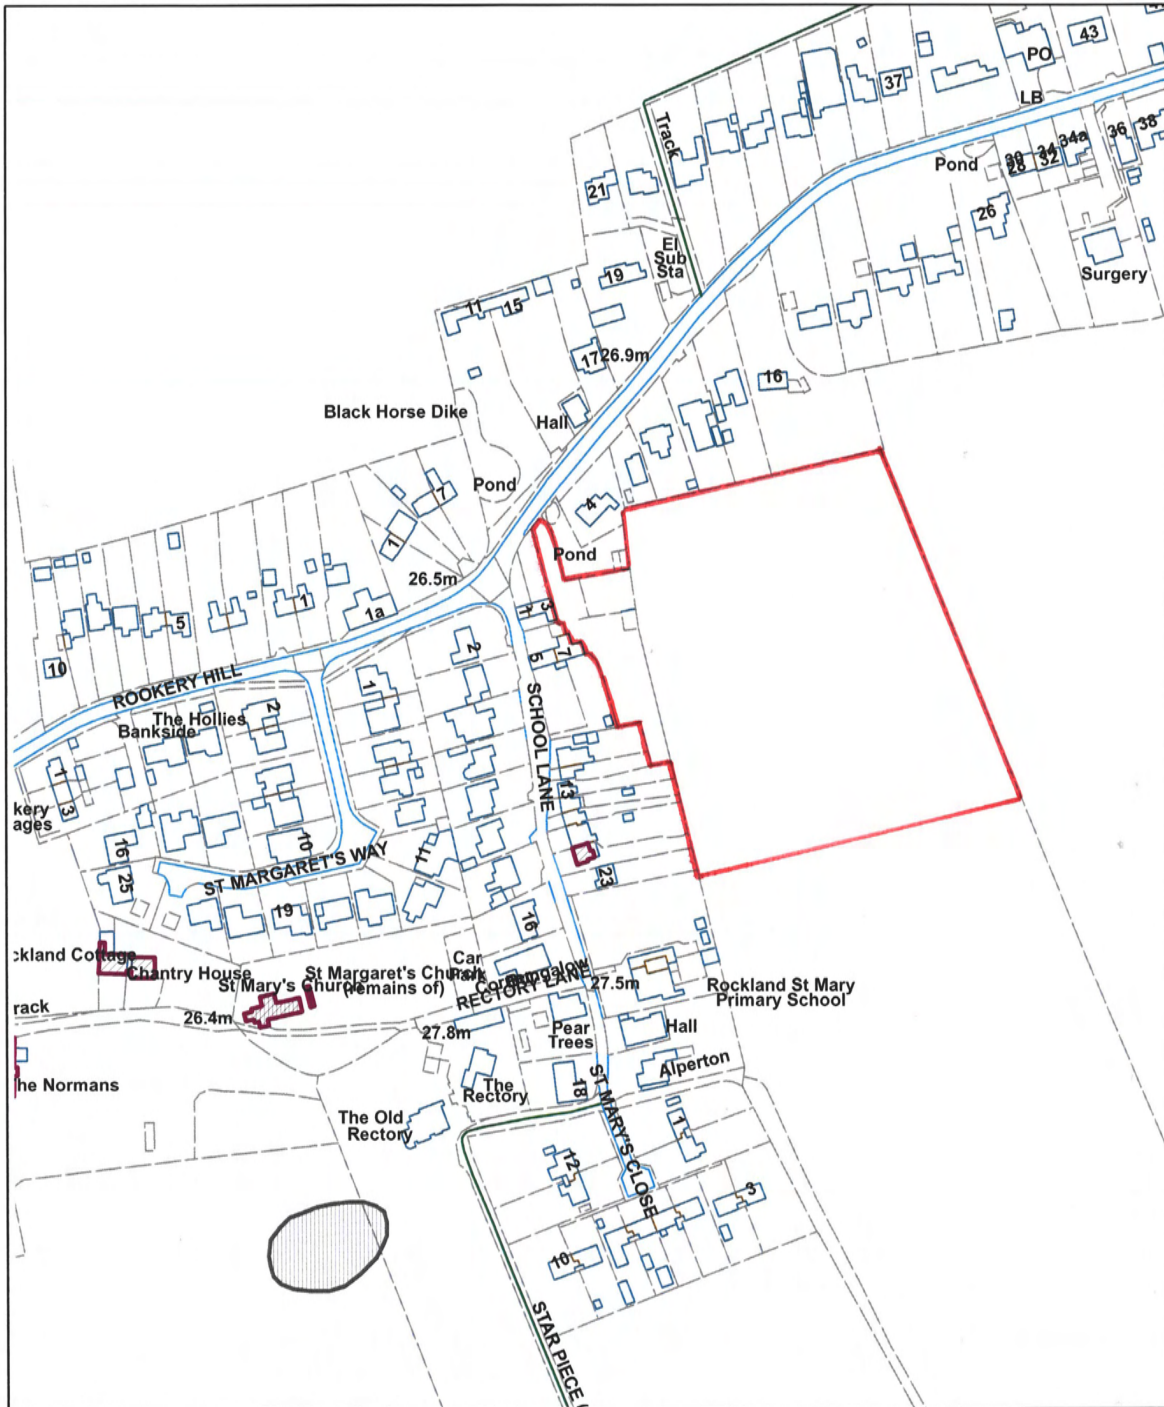 43
PO
37
LB
Track
36
38
34a
34
32
30
28
Pond
21
26
El
Sub
Sta
19
Surgery
11
15
17
26.9m
16
Black Horse Dike
Hall
7
Pond
4
1
Pond
26.5m
1
1a
1
3
5
2
5
7
10
ROOKERY HILL
1
2
The Hollies
Bankside
SCHOOL LANE
1
3
kery
ages
13
16
10
11
ST MARGARET'S WAY
25
23
19
16
ckland Cottage
Chantry House
St Margaret's Church
(remains of)
St Mary's Church
Car
Park
Bungalow
RECTORY LANE
27.5m
Rockland St Mary
Primary School
rack
26.4m
27.8m
Pear
Trees
Hall
Alperton
he Normans
The
Rectory
18
The Old
Rectory
ST MARY'S CLOSE
1
12
3
10
STAR PIECE